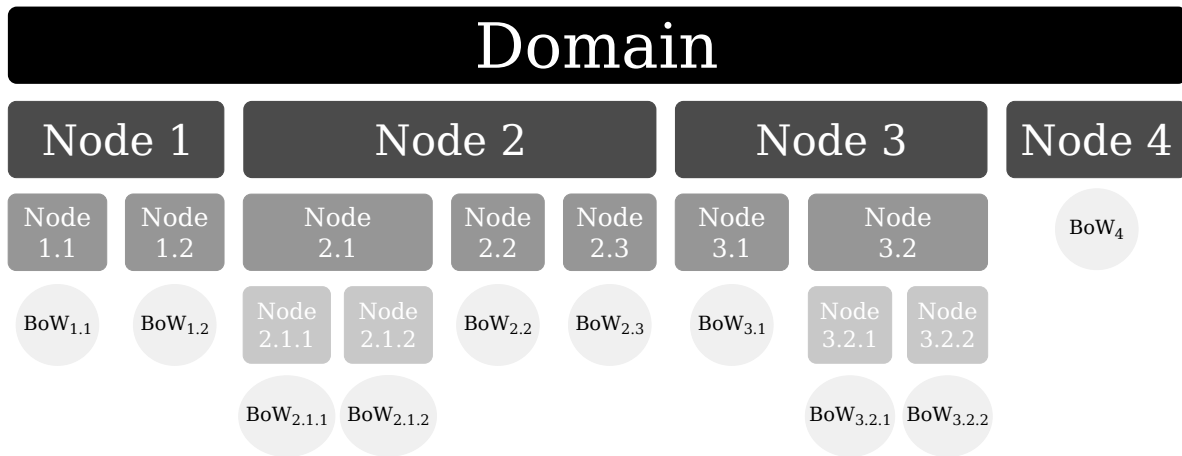 Domain
Node 1
Node 2
Node 3
Node 4
Node
1.1
Node
1.2
Node
2.1
Node
2.2
Node
2.3
Node
3.1
Node
3.2
BoW4
BoW1.1
BoW1.2
Node
2.1.1
Node
2.1.2
BoW2.2
BoW2.3
BoW3.1
Node
3.2.1
Node
3.2.2
BoW2.1.1
BoW2.1.2
BoW3.2.1
BoW3.2.2